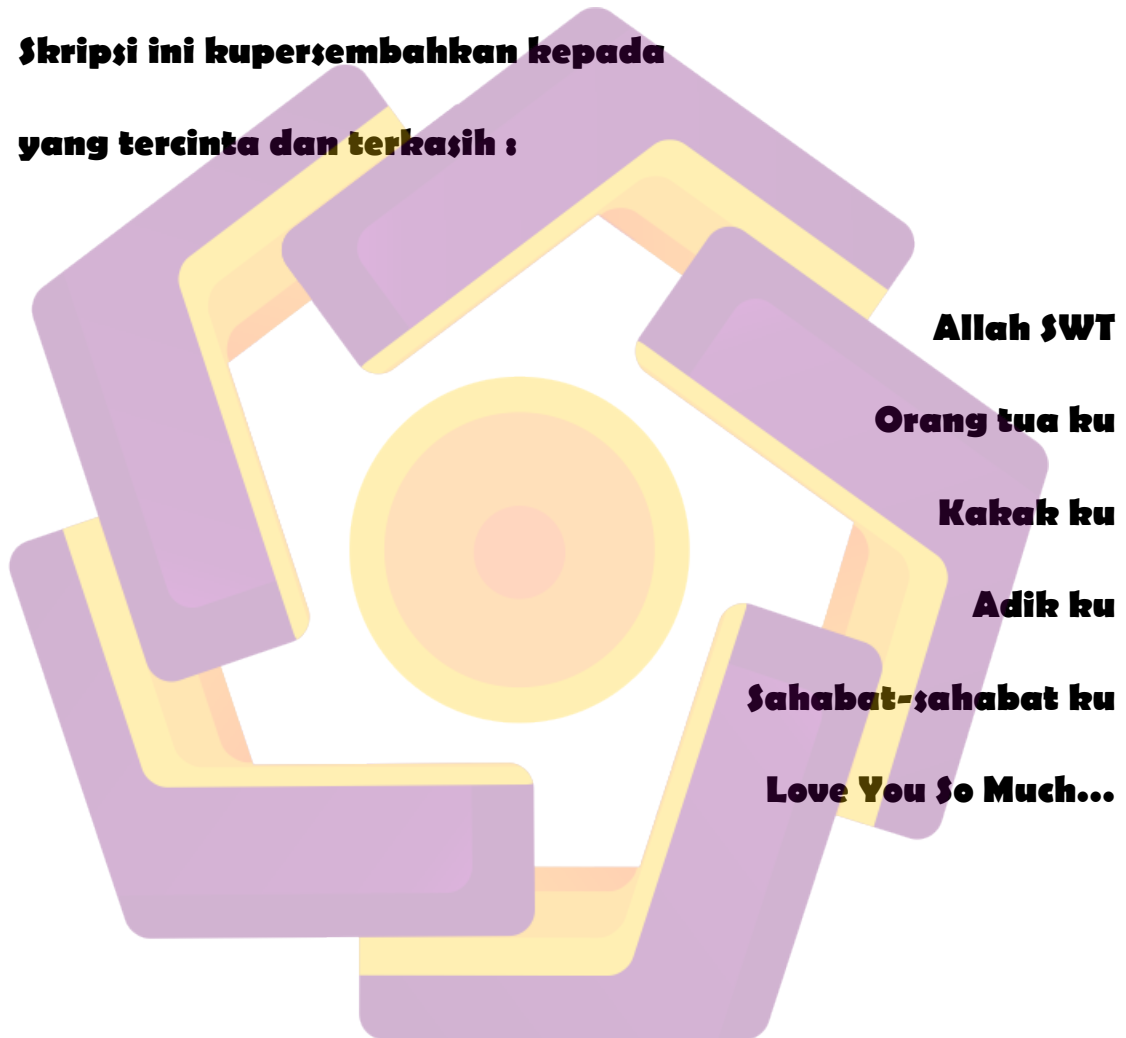 Skripsi ini kupersembahkan kepada
yang tercinta dan terkasih :
Allah SWT
Orang tua ku
Kakak ku
Adik ku
Sahabat-sahabat ku
Love You So Much...